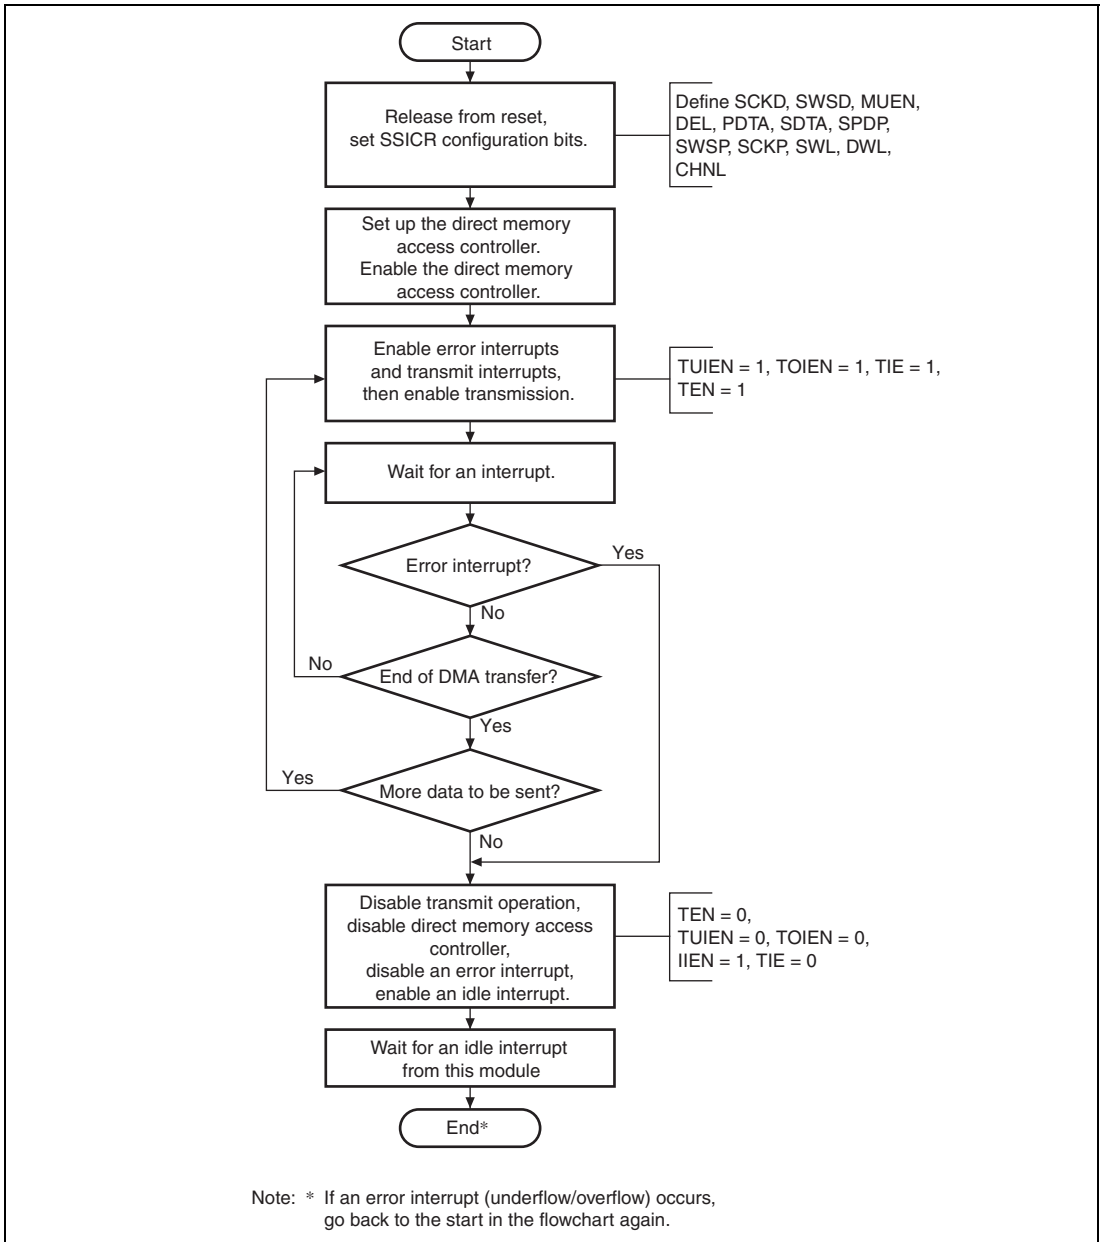 Start
Release from reset,
set SSICR configuration bits.
Define SCKD, SWSD, MUEN,
DEL, PDTA, SDTA, SPDP,
SWSP, SCKP, SWL, DWL,
CHNL
Set up the direct memory
access controller.
Enable the direct memory
access controller.
Enable error interrupts
and transmit interrupts,
then enable transmission.
TUIEN = 1, TOIEN = 1, TIE = 1,
TEN = 1
Wait for an interrupt.
Error interrupt?
Yes
No
End of DMA transfer?
No
Yes
More data to be sent?
Yes
No
Disable transmit operation,
disable direct memory access
controller,
disable an error interrupt,
enable an idle interrupt.
TEN = 0,
TUIEN = 0, TOIEN = 0,
IIEN = 1, TIE = 0
Wait for an idle interrupt
from this module
End*
Note: * If an error interrupt (underflow/overflow) occurs,
go back to the start in the flowchart again.